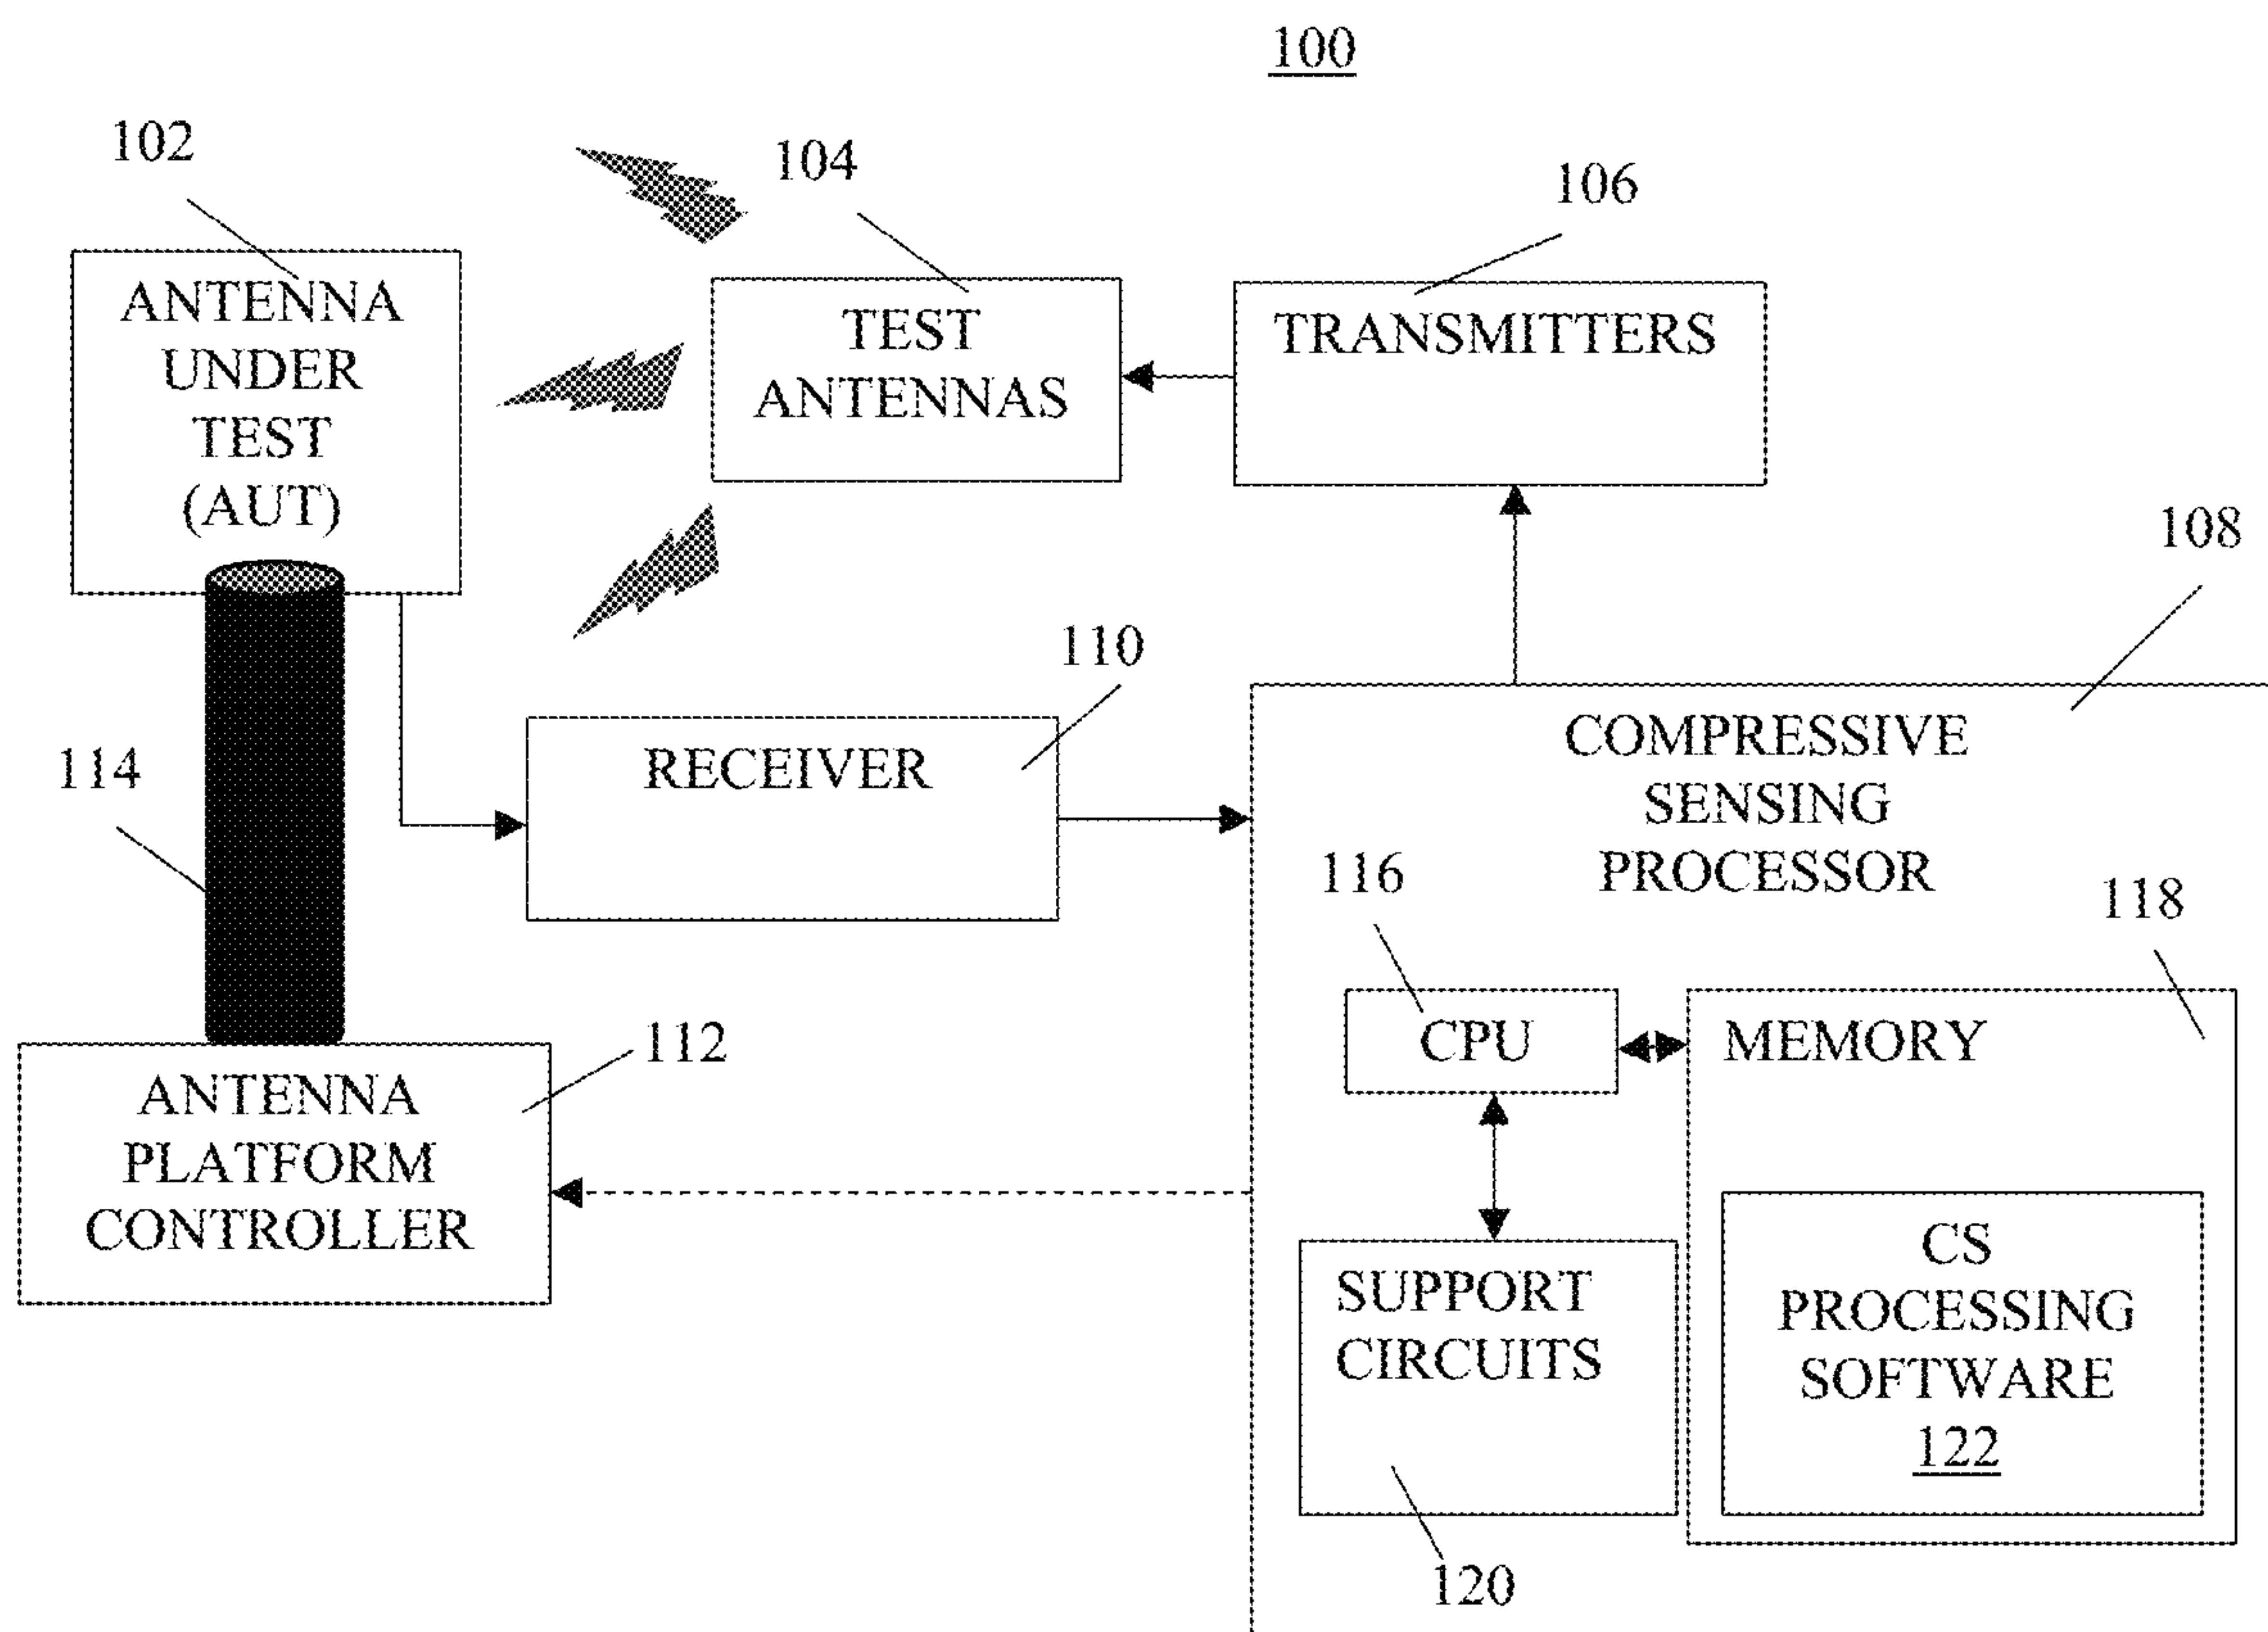 100
102
104
106
ANTENNA
UNDER
TEST
(AUT)
TEST
ANTENNAS
TRANSMITTERS
108
110
114
RECEIVER
COMPRESSIVE
SENSING
PROCESSOR
116
118
112
CPU
MEMORY
ANTENNA
PLATFORM
CONTROLLER
SUPPORT
CIRCUITS
CS
PROCESSING
SOFTWARE
122
120